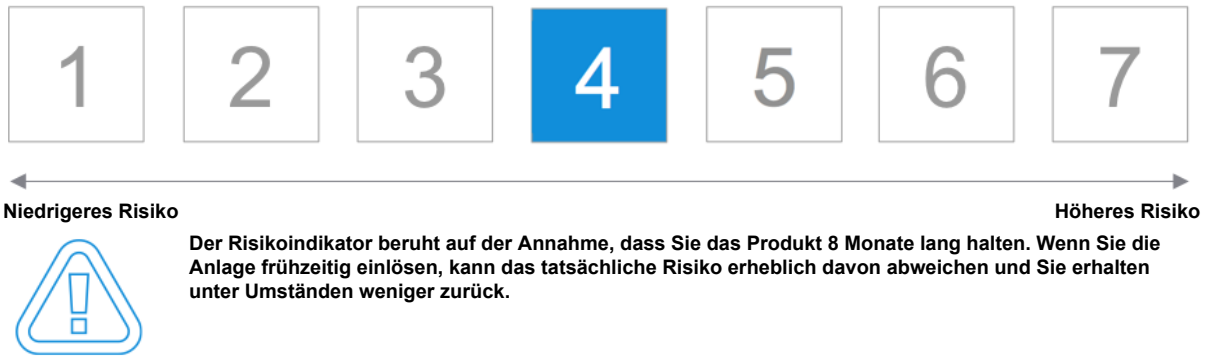 1 2 3 4 5 6 7
Niedrigeres Risiko Höheres Risiko
Der Risikoindikator beruht auf der Annahme, dass Sie das Produkt 8 Monate lang halten. Wenn Sie die
Anlage frühzeitig einlösen, kann das tatsächliche Risiko erheblich davon abweichen und Sie erhalten
unter Umständen weniger zurück.